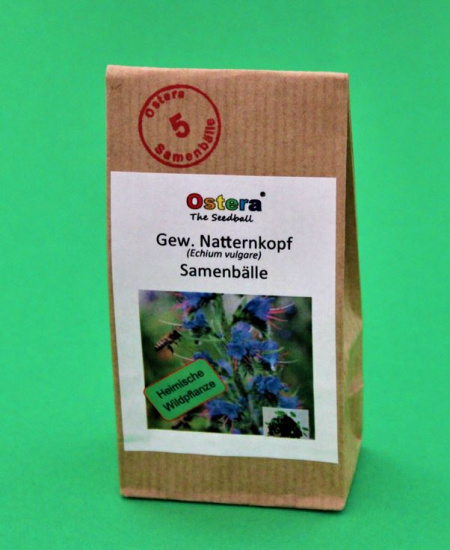 Ostera
5
Samenbälle
Ostera®
The Seedball
Gew. Natternkopf
(Echium vulgare)
Samenbälle
Heimische
Wildpflanze